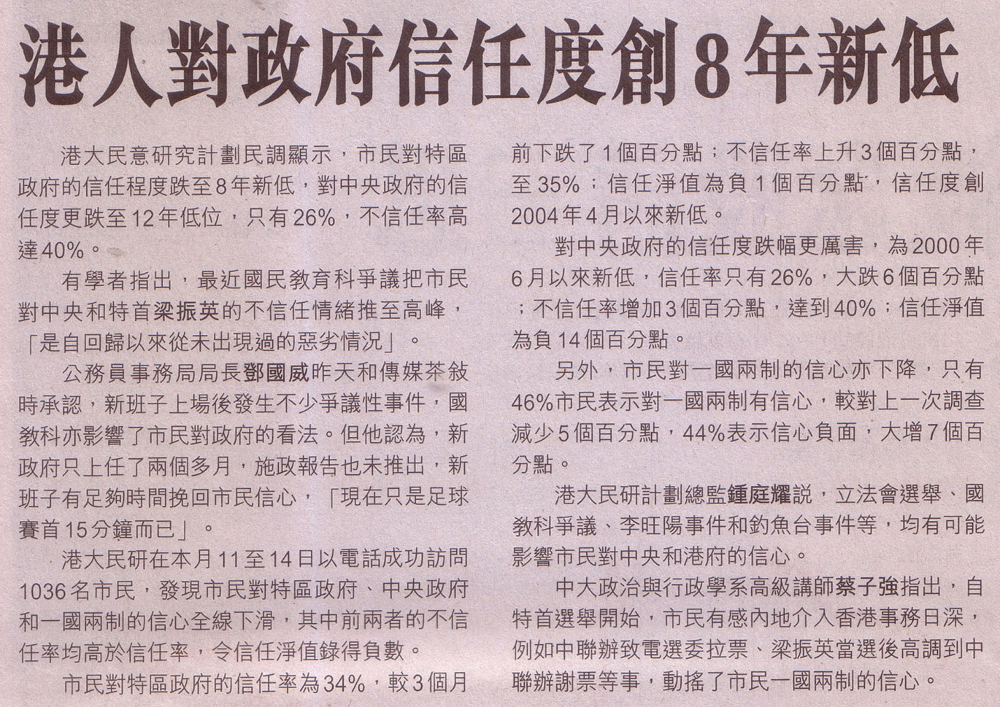 港人對政府信任度創8年新低
港大民意研究計劃民調顯示，市民對特區
政府的信任程度跌至8年新低，對中央政府的信
任度更跌至12年低位，只有26%，不信任率高
達40%。
有學者指出，最近國民教育科爭議把市民
對中央和特首梁振英的不信任情緒推至高峰，
「是自回歸以來從未出現過的惡劣情況」。
公務員事務局局長鄧國威昨天和傳媒茶敍
時承認，新班子上場後發生不少爭議性事件，國
教科亦影響了市民對政府的看法。但他認為，新
政府只上任了兩個多月，施政報告也未推出，新
班子有足夠時間挽回市民信心，「現在只是足球
賽首15分鐘而已」。
港大民研在本月11至14日以電話成功訪問
1036名市民，發現市民對特區政府、中央政府
和一國兩制的信心全線下滑，其中前兩者的不信
任率均高於信任率，令信任淨值錄得負數。
市民對特區政府的信任率為34%，較3個月
前下跌了1個百分點；不信任率上升3個百分點，
至35%；信任淨值為負1個百分點，信任度創
2004年4月以來新低。
對中央政府的信任度跌幅更厲害，為2000年
6月以來新低，信任率只有26%，大跌6個百分點
；不信任率增加3個百分點，達到40%；信任淨值
為負14個百分點。
另外，市民對一國兩制的信心亦下降，只有
46%市民表示對一國兩制有信心，較對上一次調查
減少5個百分點，44%表示信心負面，大增7個百
分點。
港大民研計劃總監鍾庭耀説，立法會選舉、國
教科爭議、李旺陽事件和釣魚台事件等，均有可能
影響市民對中央和港府的信心。
中大政治與行政學系高級講師蔡子強指出，自
特首選舉開始，市民有感內地介入香港事務日深，
例如中聯辦致電選委拉票、梁振英當選後高調到中
聯辦謝票等事，動搖了市民一國兩制的信心。